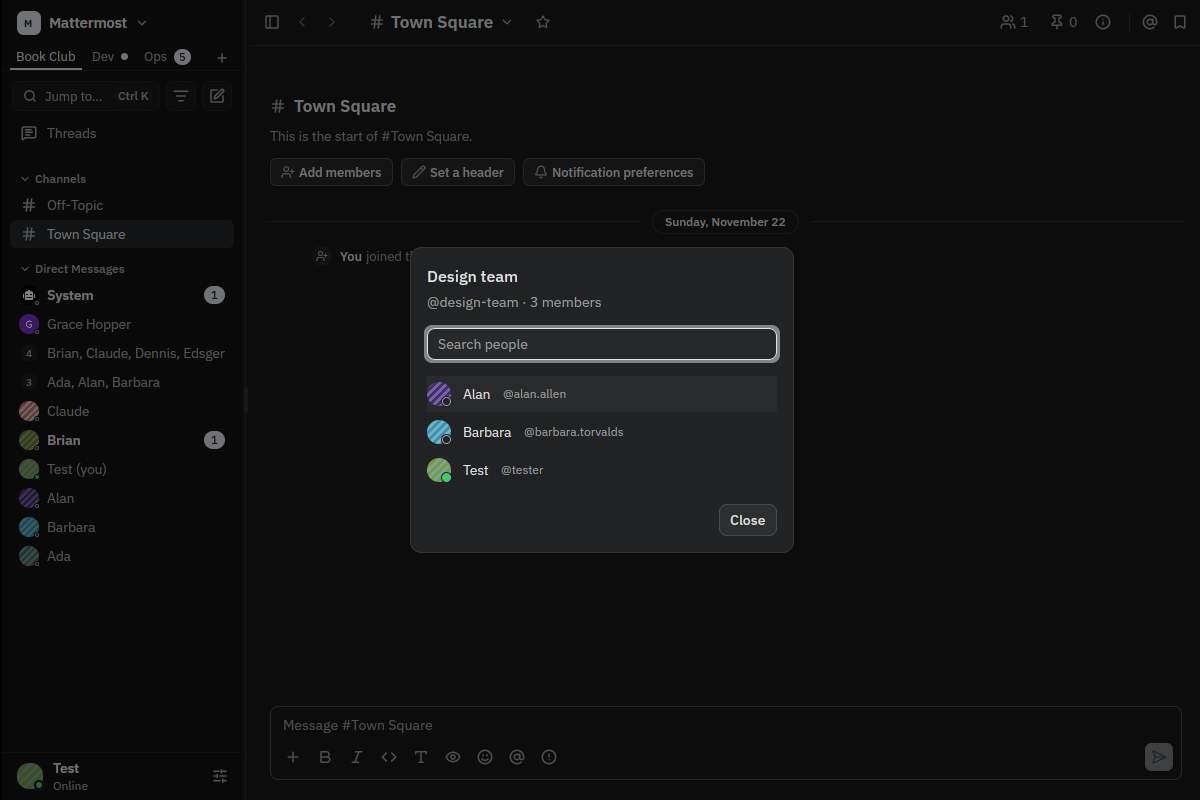 M Mattermost
Book Club Dev Ops 5
Jump to... Ctrl K
Threads
Channels
Off-Topic
Town Square
Direct Messages
System 1
G Grace Hopper
4 Brian, Claude, Dennis, Edsger
3 Ada, Alan, Barbara
Claude
Brian 1
Test (you)
Alan
Barbara
Ada
Test
Online
# Town Square 1 0
# Town Square
This is the start of #Town Square.
Add members Set a header Notification preferences
Sunday, November 22
You joined t
Design team
@design-team · 3 members
Search people
Alan @alan.allen
Barbara @barbara.torvalds
Test @tester
Close
Message #Town Square